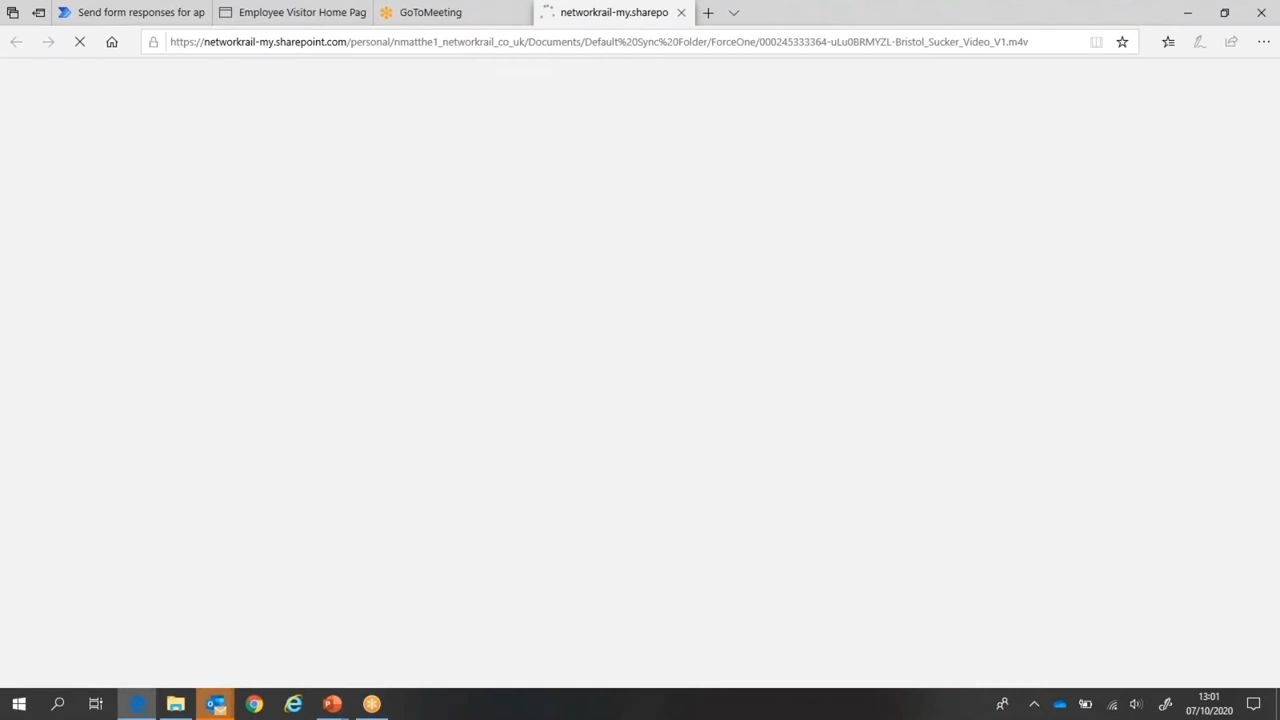 Send form responses for ap
Employee Visitor Home Pag
GoToMeeting
networkrail-my.sharepo
https://networkrail-my.sharepoint.com/personal/nmatthe1_networkrail_co_uk/Documents/Default%20Sync%20Folder/ForceOne/000245333364-uLu0BRMYZL-Bristol_Sucker_Video_V1.m4v
13:01
07/10/2020